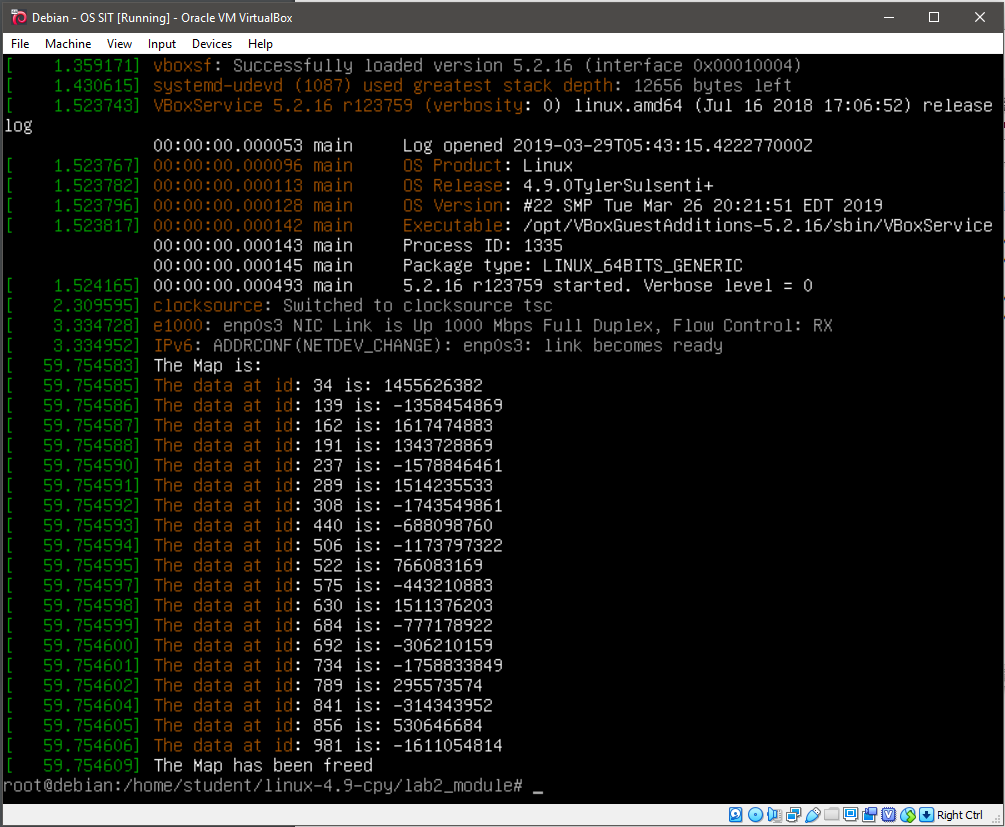 Debian - OS SIT [Running] - Oracle VM VirtualBox
File Machine View Input Devices Help
[    1.359171] vboxsf: Successfully loaded version 5.2.16 (interface 0x00010004)
[    1.430615] systemd-udevd (1087) used greatest stack depth: 12656 bytes left
[    1.523743] VBoxService 5.2.16 r123759 (verbosity: 0) linux.amd64 (Jul 16 2018 17:06:52) release
log
00:00:00.000053 main     Log opened 2019-03-29T05:43:15.422277000Z
[    1.523767] 00:00:00.000096 main     OS Product: Linux
[    1.523782] 00:00:00.000113 main     OS Release: 4.9.0TylerSulsenti+
[    1.523796] 00:00:00.000128 main     OS Version: #22 SMP Tue Mar 26 20:21:51 EDT 2019
[    1.523817] 00:00:00.000142 main     Executable: /opt/VBoxGuestAdditions-5.2.16/sbin/VBoxService
00:00:00.000143 main     Process ID: 1335
00:00:00.000145 main     Package type: LINUX_64BITS_GENERIC
[    1.524165] 00:00:00.000493 main     5.2.16 r123759 started. Verbose level = 0
[    2.309595] clocksource: Switched to clocksource tsc
[    3.334728] e1000: enp0s3 NIC Link is Up 1000 Mbps Full Duplex, Flow Control: RX
[    3.334952] IPv6: ADDRCONF(NETDEV_CHANGE): enp0s3: link becomes ready
[   59.754583] The Map is:
[   59.754585] The data at id: 34 is: 1455626382
[   59.754586] The data at id: 139 is: -1358454869
[   59.754587] The data at id: 162 is: 1617474883
[   59.754588] The data at id: 191 is: 1343728869
[   59.754590] The data at id: 237 is: -1578846461
[   59.754591] The data at id: 289 is: 1514235533
[   59.754592] The data at id: 308 is: -1743549861
[   59.754593] The data at id: 440 is: -688098760
[   59.754594] The data at id: 506 is: -1173797322
[   59.754595] The data at id: 522 is: 766083169
[   59.754597] The data at id: 575 is: -443210883
[   59.754598] The data at id: 630 is: 1511376203
[   59.754599] The data at id: 684 is: -777178922
[   59.754600] The data at id: 692 is: -306210159
[   59.754601] The data at id: 734 is: -1758833849
[   59.754602] The data at id: 789 is: 295573574
[   59.754604] The data at id: 841 is: -314343952
[   59.754605] The data at id: 856 is: 530646684
[   59.754606] The data at id: 981 is: -1611054814
[   59.754609] The Map has been freed
root@debian:/home/student/linux-4.9-cpy/lab2_module# _
Right Ctrl